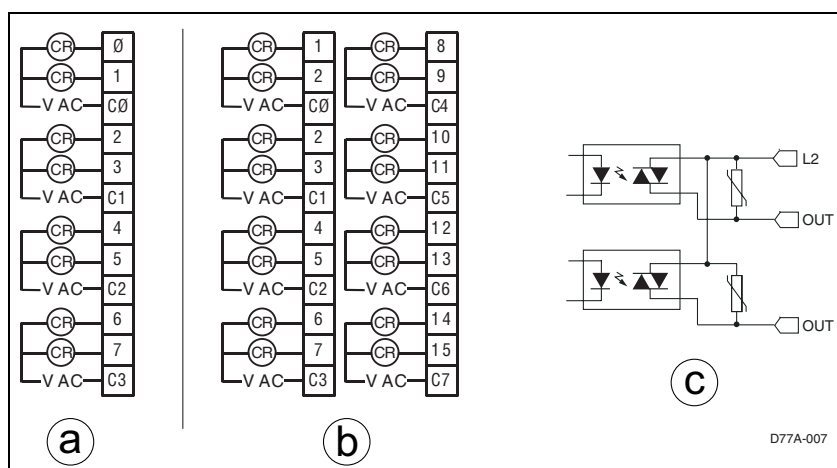 CR Ø
CR 1
V AC CØ
CR 2
CR 3
V AC C1
CR 4
CR 5
V AC C2
CR 6
CR 7
V AC C3
a
CR 1 CR 8
CR 2 CR 9
V AC CØ V AC C4
CR 2 CR 10
CR 3 CR 11
V AC C1 V AC C5
CR 4 CR 12
CR 5 CR 13
V AC C2 V AC C6
CR 6 CR 14
CR 7 CR 15
V AC C3 V AC C7
b
L2
OUT
OUT
c
D77A-007